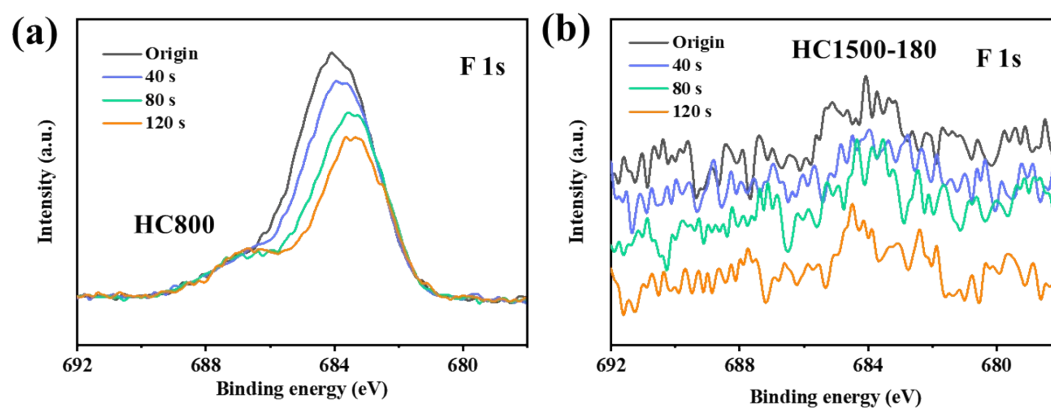 (a)
Origin
40 s
80 s
120 s
F 1s
HC800
Intensity (a.u.)
692
688
684
680
Binding energy (eV)
(b)
Origin
40 s
80 s
120 s
HC1500-180
F 1s
Intensity (a.u.)
692
688
684
680
Binding energy (eV)